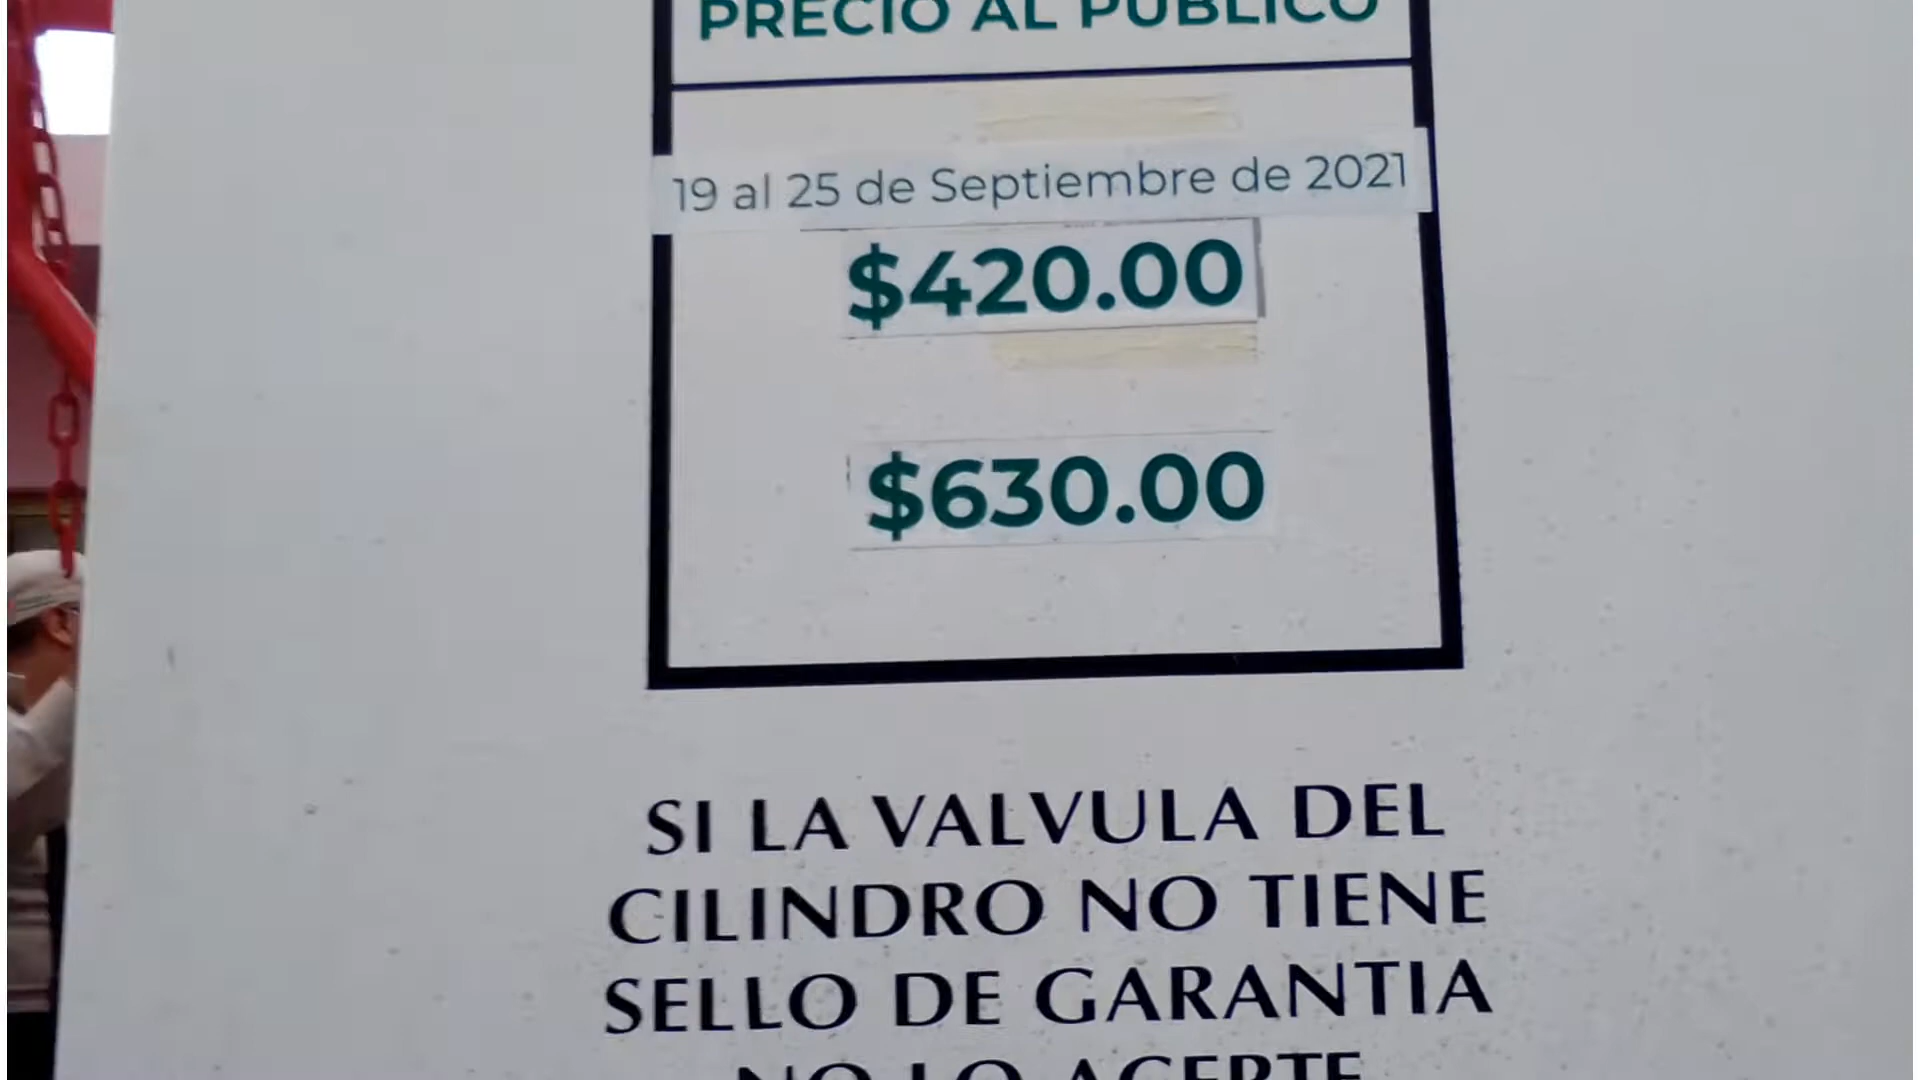 PRECIO AL PUBLICO
19 al 25 de Septiembre de 2021
$420.00
$630.00
SI LA VALVULA DEL
CILINDRO NO TIENE
SELLO DE GARANTIA
NO LO ACEPTE